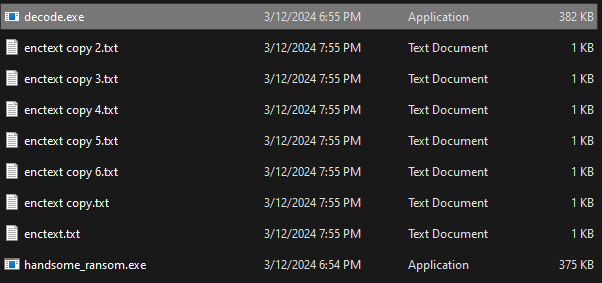 decode.exe 3/12/2024 6:55 PM Application 382 KB
enctext copy 2.txt 3/12/2024 7:55 PM Text Document 1 KB
enctext copy 3.txt 3/12/2024 7:55 PM Text Document 1 KB
enctext copy 4.txt 3/12/2024 7:55 PM Text Document 1 KB
enctext copy 5.txt 3/12/2024 7:55 PM Text Document 1 KB
enctext copy 6.txt 3/12/2024 7:55 PM Text Document 1 KB
enctext copy.txt 3/12/2024 7:55 PM Text Document 1 KB
enctext.txt 3/12/2024 7:55 PM Text Document 1 KB
handsome_ransom.exe 3/12/2024 6:54 PM Application 375 KB